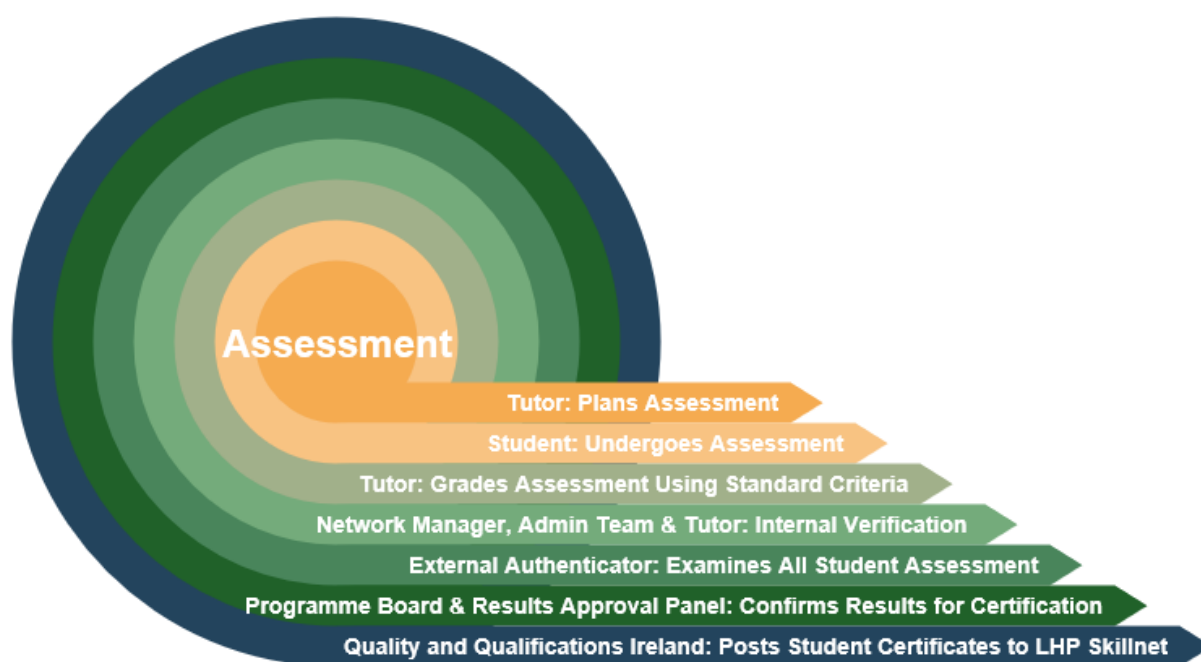 Assessment
Tutor: Plans Assessment
Student: Undergoes Assessment
Tutor: Grades Assessment Using Standard Criteria
Network Manager, Admin Team & Tutor: Internal Verification
External Authenticator: Examines All Student Assessment
Programme Board & Results Approval Panel: Confirms Results for Certification
Quality and Qualifications Ireland: Posts Student Certificates to LHP Skillnet